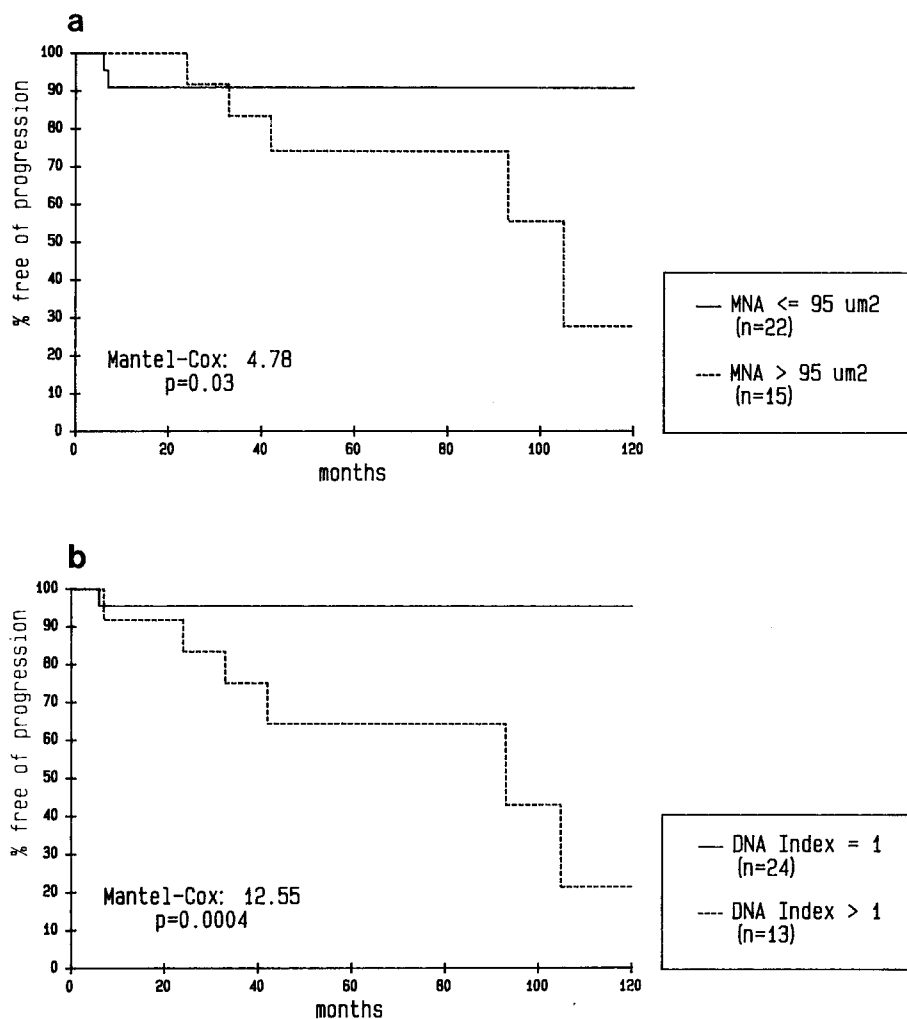 a
100
90
80
70
60
50
40
30
20
10
0
% free of progression
Mantel-Cox: 4.78
p=0.03
0 20 40 60 80 100 120
months
MNA <= 95 um2
(n=22)
MNA > 95 um2
(n=15)
b
100
90
80
70
60
50
40
30
20
10
0
% free of progression
Mantel-Cox: 12.55
p=0.0004
0 20 40 60 80 100 120
months
DNA Index = 1
(n=24)
DNA Index > 1
(n=13)